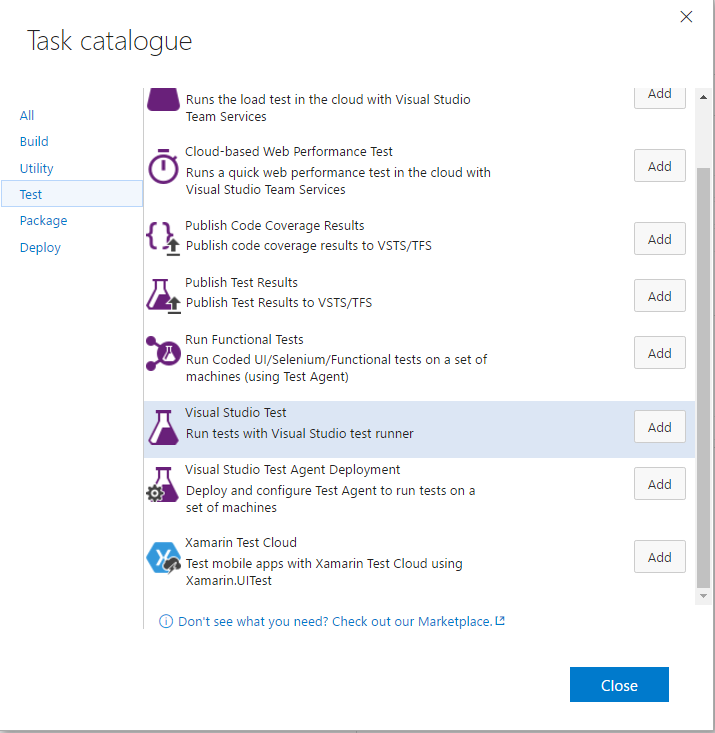 Task catalogue
All
Build
Utility
Test
Package
Deploy
Runs the load test in the cloud with Visual Studio
Team Services
Add
Cloud-based Web Performance Test
Runs a quick web performance test in the cloud with
Visual Studio Team Services
Add
Publish Code Coverage Results
Publish code coverage results to VSTS/TFS
Add
Publish Test Results
Publish Test Results to VSTS/TFS
Add
Run Functional Tests
Run Coded UI/Selenium/Functional tests on a set of
machines (using Test Agent)
Add
Visual Studio Test
Run tests with Visual Studio test runner
Add
Visual Studio Test Agent Deployment
Deploy and configure Test Agent to run tests on a
set of machines
Add
Xamarin Test Cloud
Test mobile apps with Xamarin Test Cloud using
Xamarin.UITest
Add
Don't see what you need? Check out our Marketplace.
Close